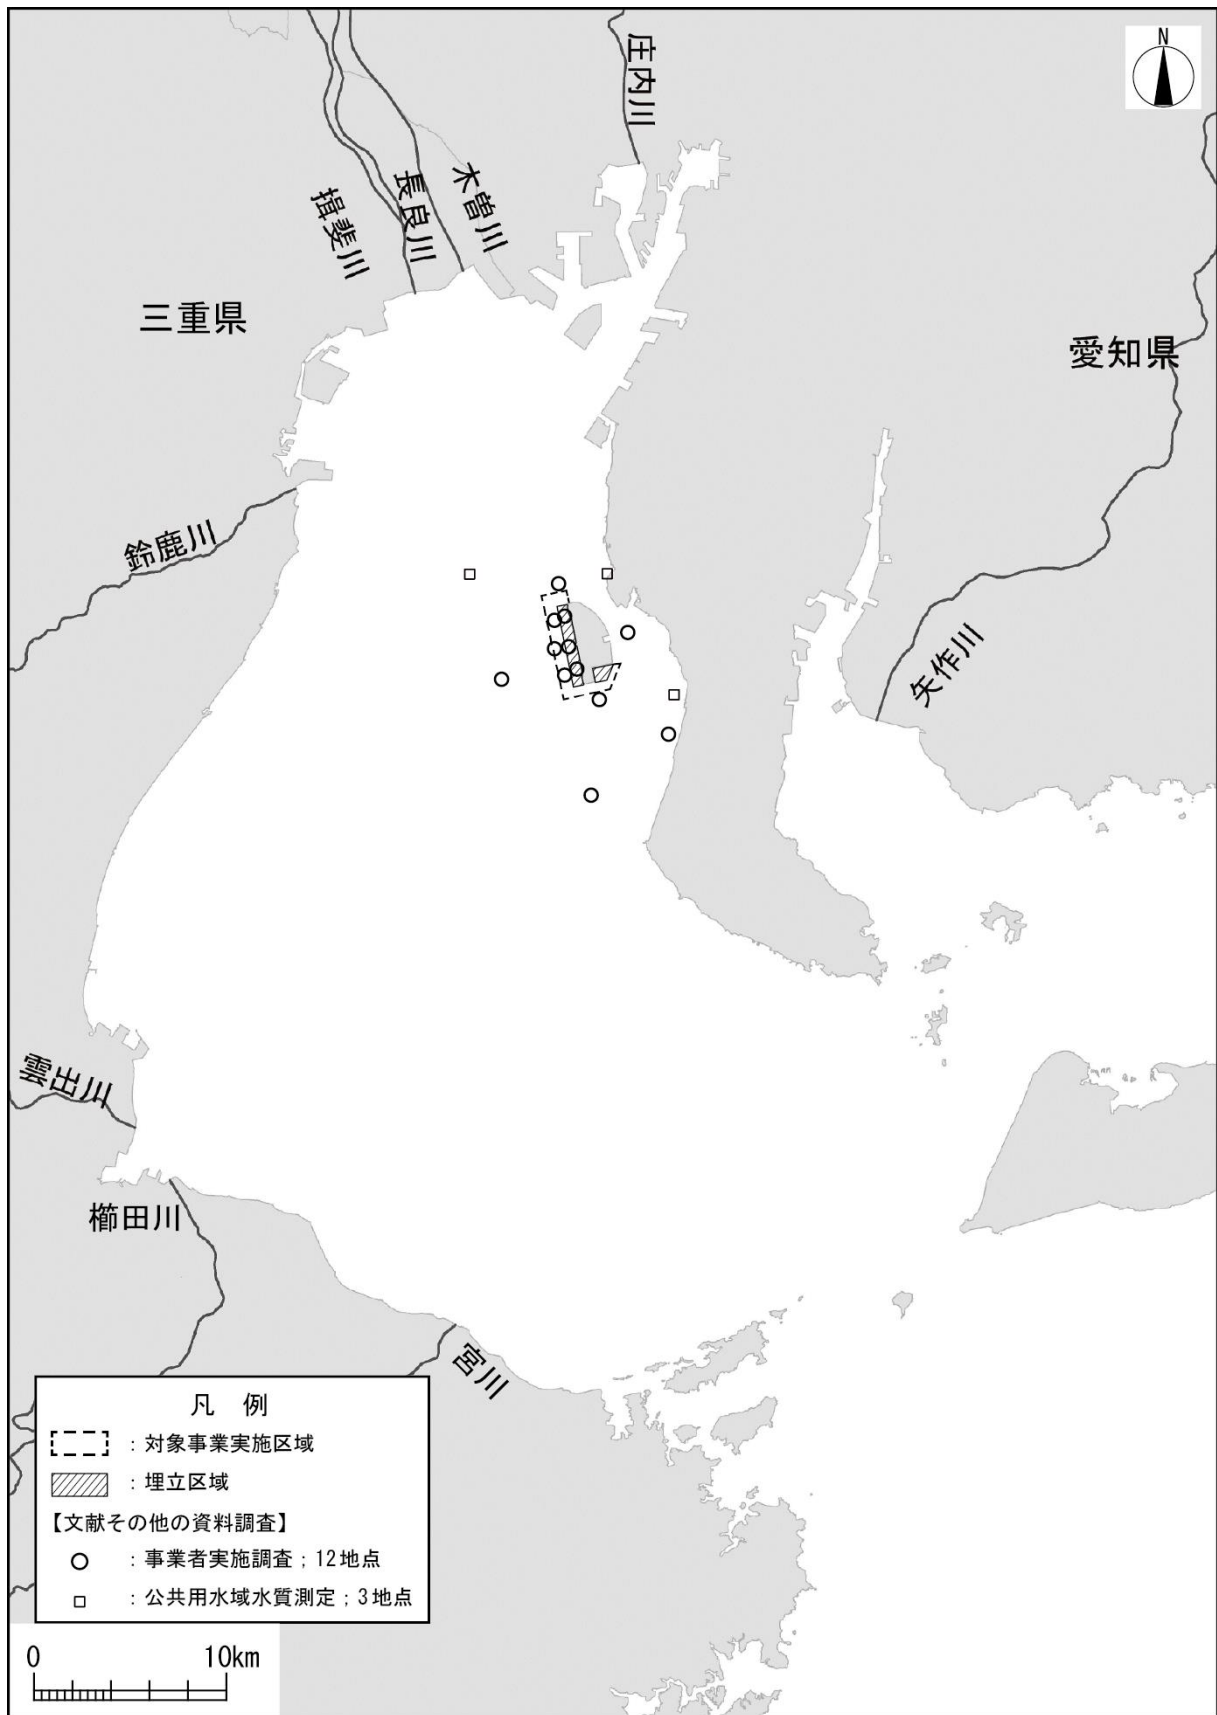 N
庄内川
木曽川
長良川
揖斐川
三重県
愛知県
鈴鹿川
矢作川
雲出川
櫛田川
宮川
凡 例
：対象事業実施区域
：埋立区域
【文献その他の資料調査】
：事業者実施調査；12地点
：公共用水域水質測定；3地点
0 10km